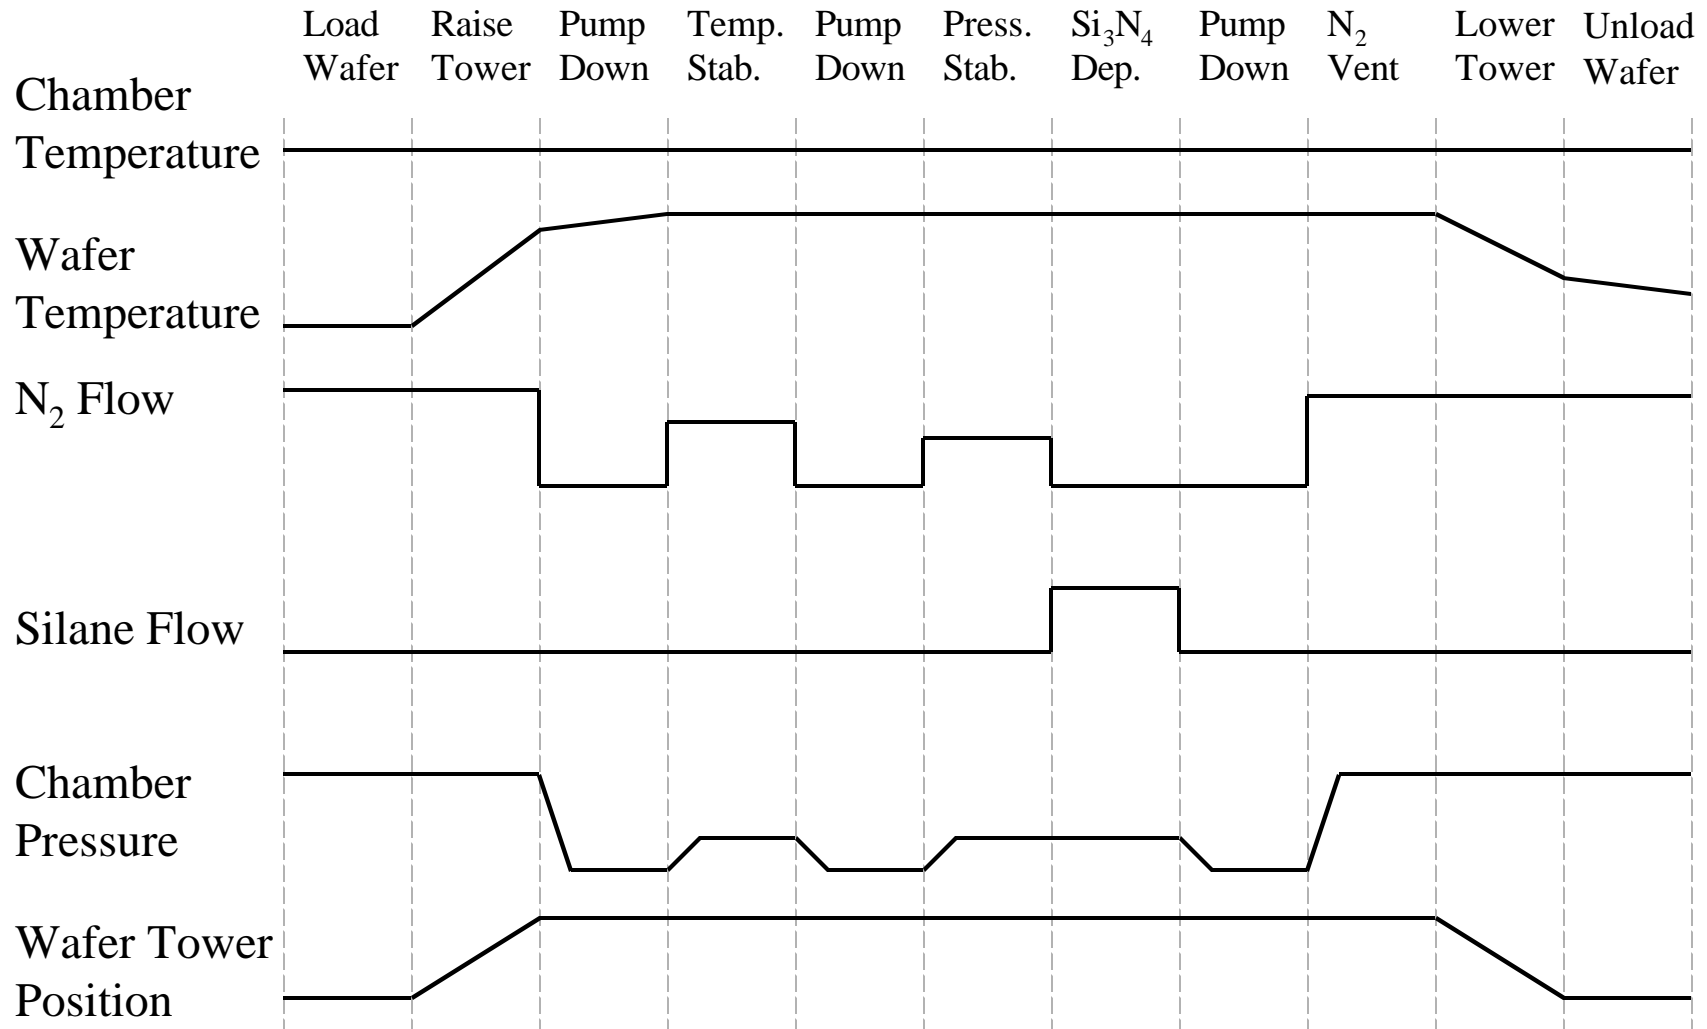 Load Raise Pump Temp. Pump Press. Si₃N₄ Pump N₂ Lower Unload
Wafer Tower Down Stab. Down Stab. Dep. Down Vent Tower Wafer
Chamber
Temperature
Wafer
Temperature
N₂ Flow
Silane Flow
Chamber
Pressure
Wafer Tower
Position